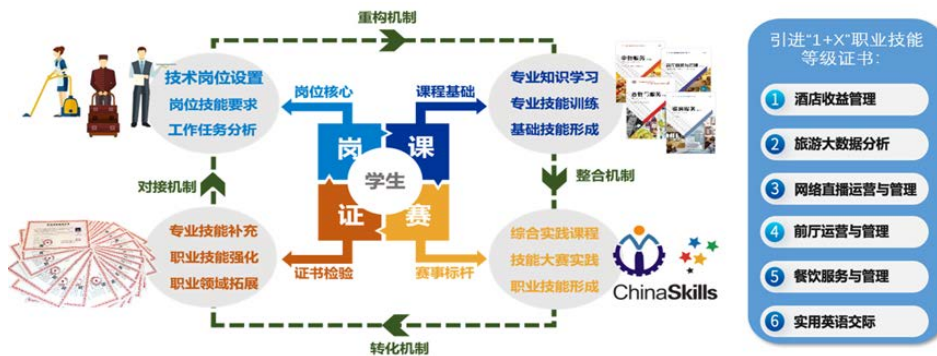 重构机制
技术岗位设置
岗位技能要求
工作任务分析
岗位核心
课程基础
专业知识学习
专业技能训练
基础技能形成
岗
课
学生
证
赛
对接机制
整合机制
专业技能补充
职业技能强化
职业领域拓展
证书检验
赛事标杆
综合实践课程
技能大赛实践
职业技能形成
ChinaSkills
转化机制
引进“1+X”职业技能
等级证书：
1 酒店收益管理
2 旅游大数据分析
3 网络直播运营与管理
4 前厅运营与管理
5 餐饮服务与管理
6 实用英语交际